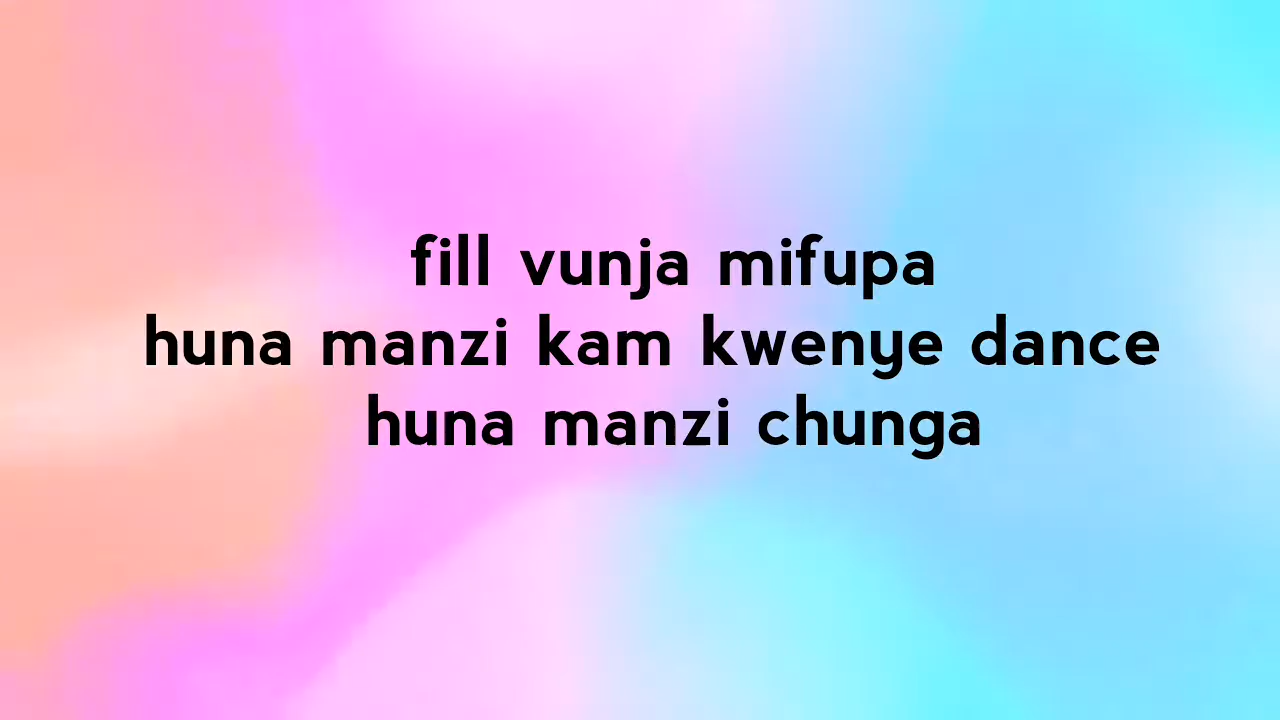 fill vunja mifupa
huna manzi kam kwenye dance
huna manzi chunga